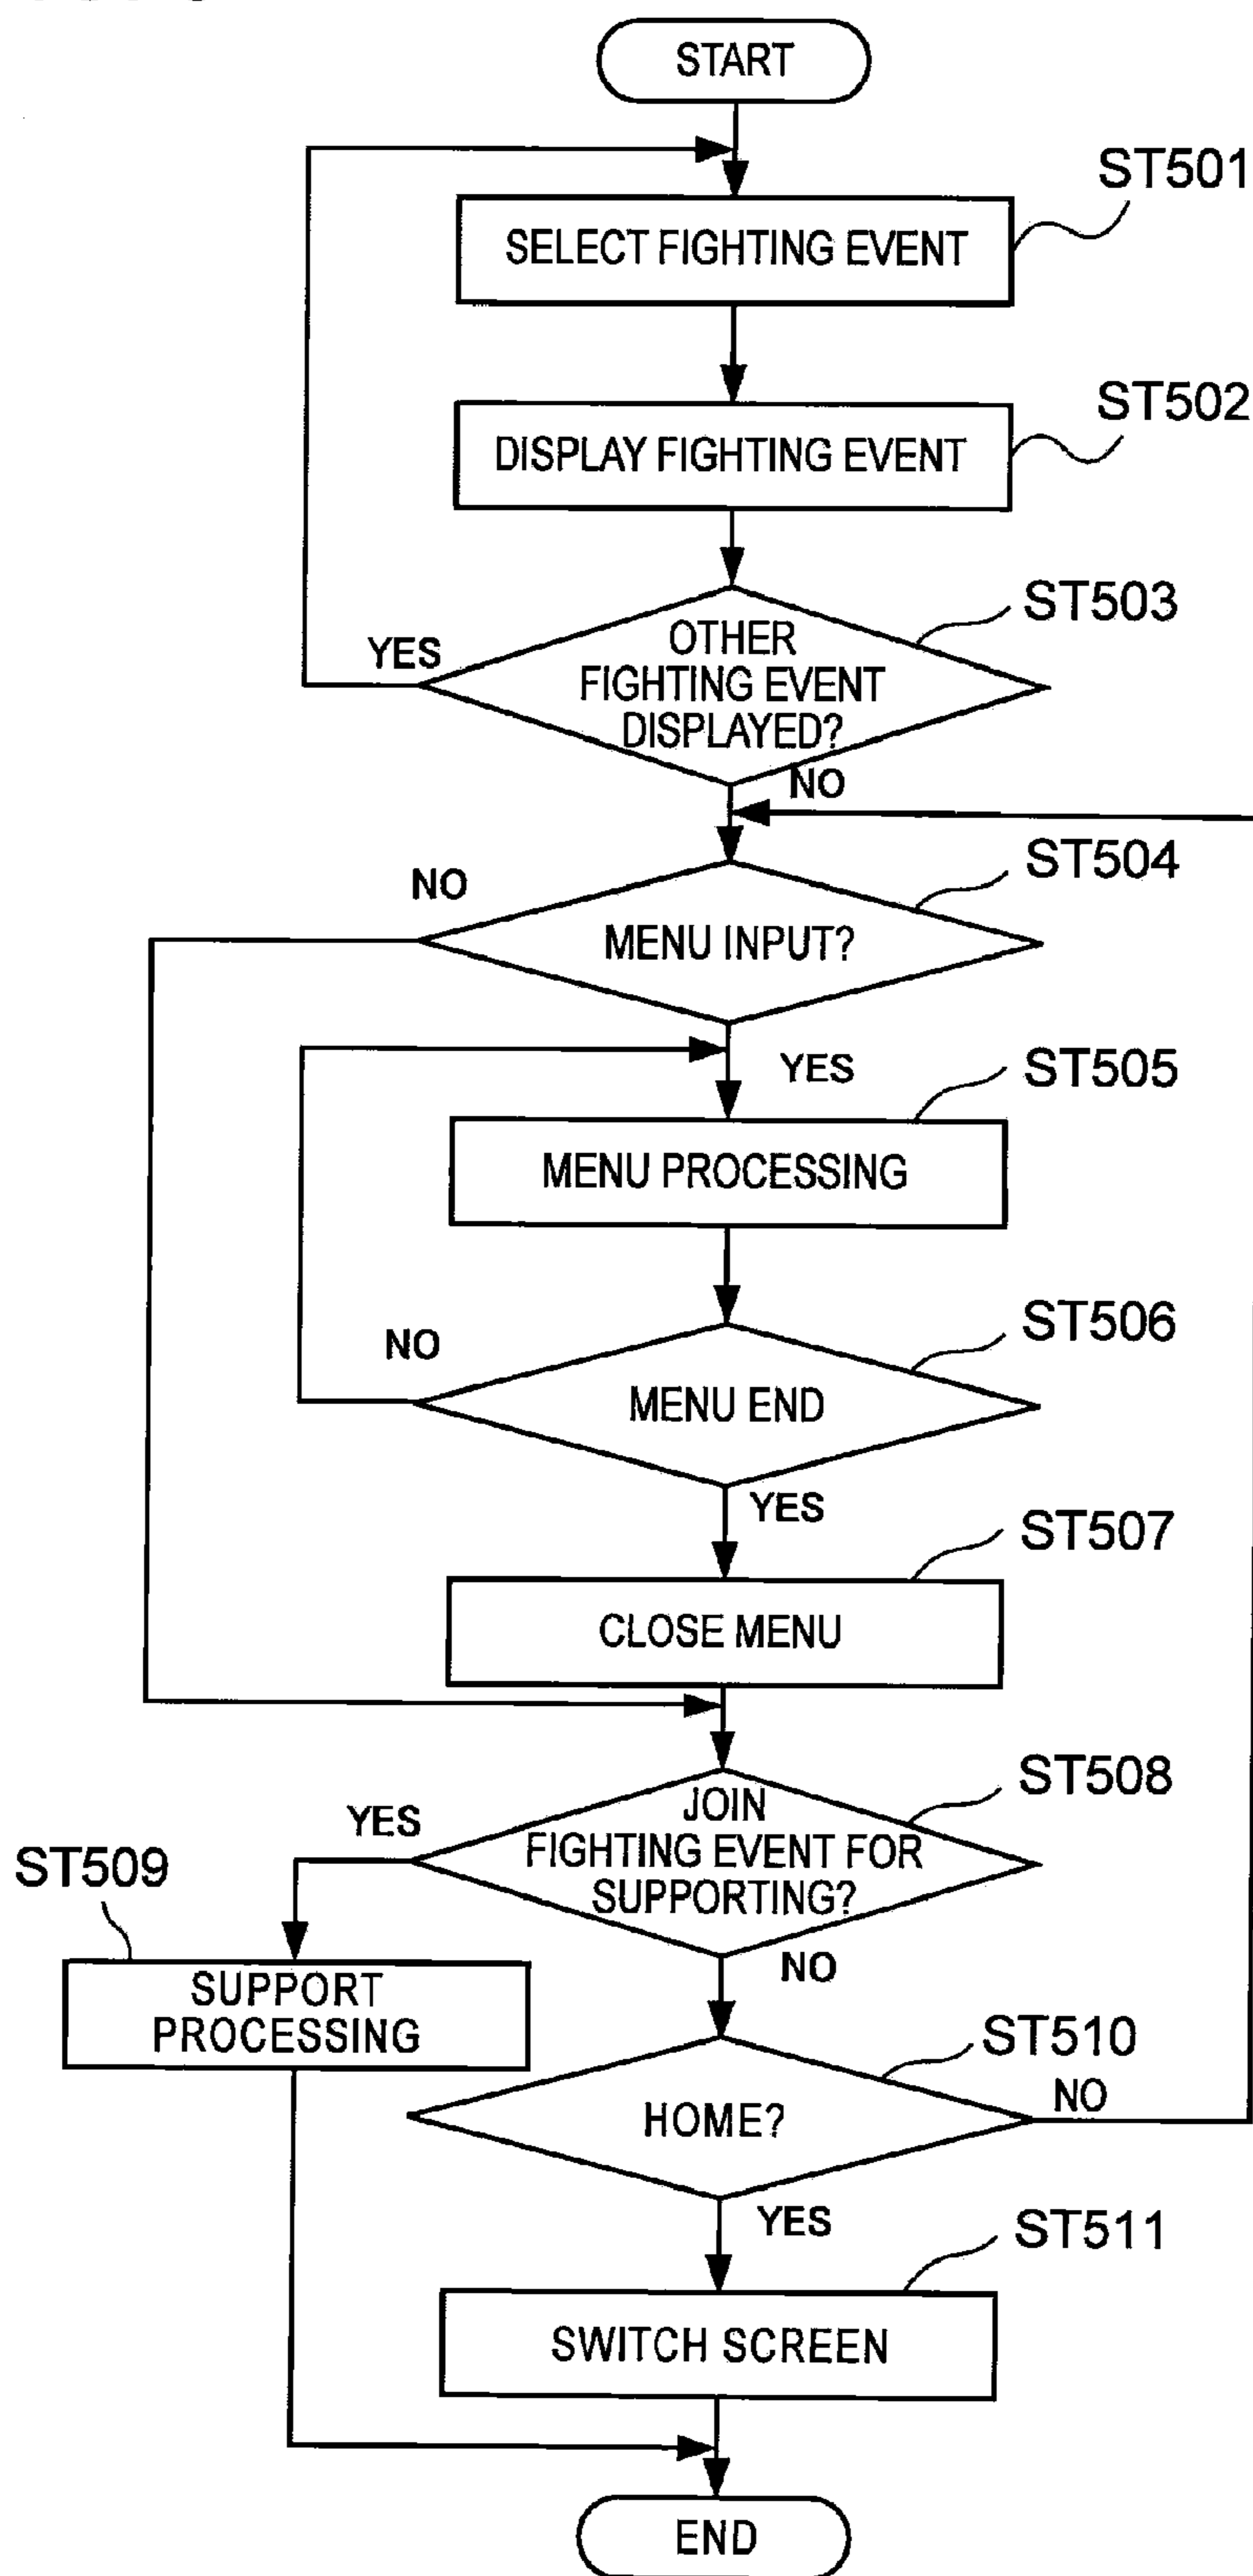 START
ST501
SELECT FIGHTING EVENT
ST502
DISPLAY FIGHTING EVENT
ST503
YES
OTHER
FIGHTING EVENT
DISPLAYED?
NO
ST504
NO
MENU INPUT?
YES
ST505
MENU PROCESSING
ST506
NO
MENU END
YES
ST507
CLOSE MENU
ST508
YES
JOIN
FIGHTING EVENT FOR
SUPPORTING?
ST509
NO
SUPPORT
PROCESSING
ST510
NO
HOME?
YES
ST511
SWITCH SCREEN
END